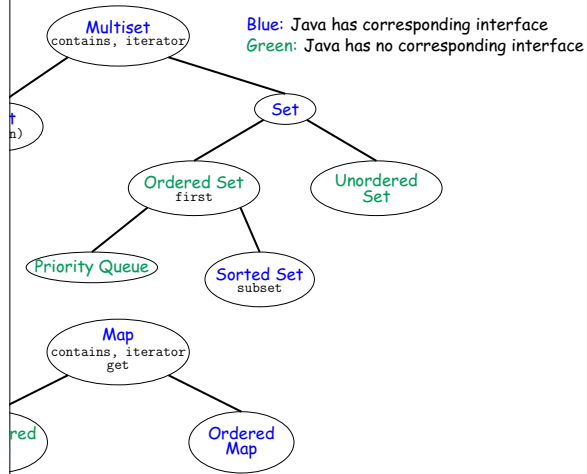 Multiset
contains, iterator
Blue: Java has corresponding interface
Green: Java has no corresponding interface
t
n)
Set
Ordered Set
first
Unordered
Set
Priority Queue
Sorted Set
subset
Map
contains, iterator
get
red
Ordered
Map